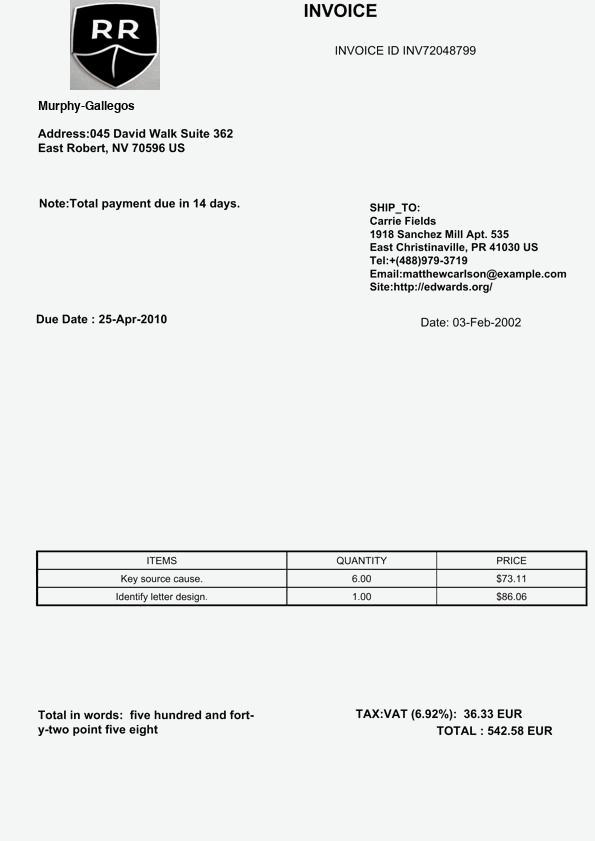 INVOICE
RR
INVOICE ID INV72048799
Murphy-Gallegos
Address:045 David Walk Suite 362
East Robert, NV 70596 US
Note:Total payment due in 14 days.
SHIP_TO:
Carrie Fields
1918 Sanchez Mill Apt. 535
East Christinaville, PR 41030 US
Tel:+(488)979-3719
Email:matthewcarlson@example.com
Site:http://edwards.org/
Due Date : 25-Apr-2010
Date: 03-Feb-2002
ITEMS QUANTITY PRICE
Key source cause. 6.00 $73.11
Identify letter design. 1.00 $86.06
Total in words: five hundred and fort-
y-two point five eight
TAX:VAT (6.92%): 36.33 EUR
TOTAL : 542.58 EUR